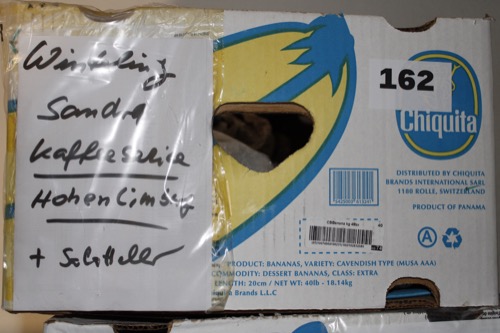 Sandra
Kaffeeservice
Hohenlimburg
162
Chiquita
DISTRIBUTED BY CHIQUITA
BRANDS INTERNATIONAL SARL
1180 ROLLE, SWITZERLAND
PRODUCT OF PANAMA
A
PRODUCT: BANANAS, VARIETY: CAVENDISH TYPE (MUSA AAA)
COMMODITY: DESSERT BANANAS, CLASS: EXTRA
LENGTH: 20cm / NET WT: 40lb - 18.14kg
Chiquita Brands L.L.C